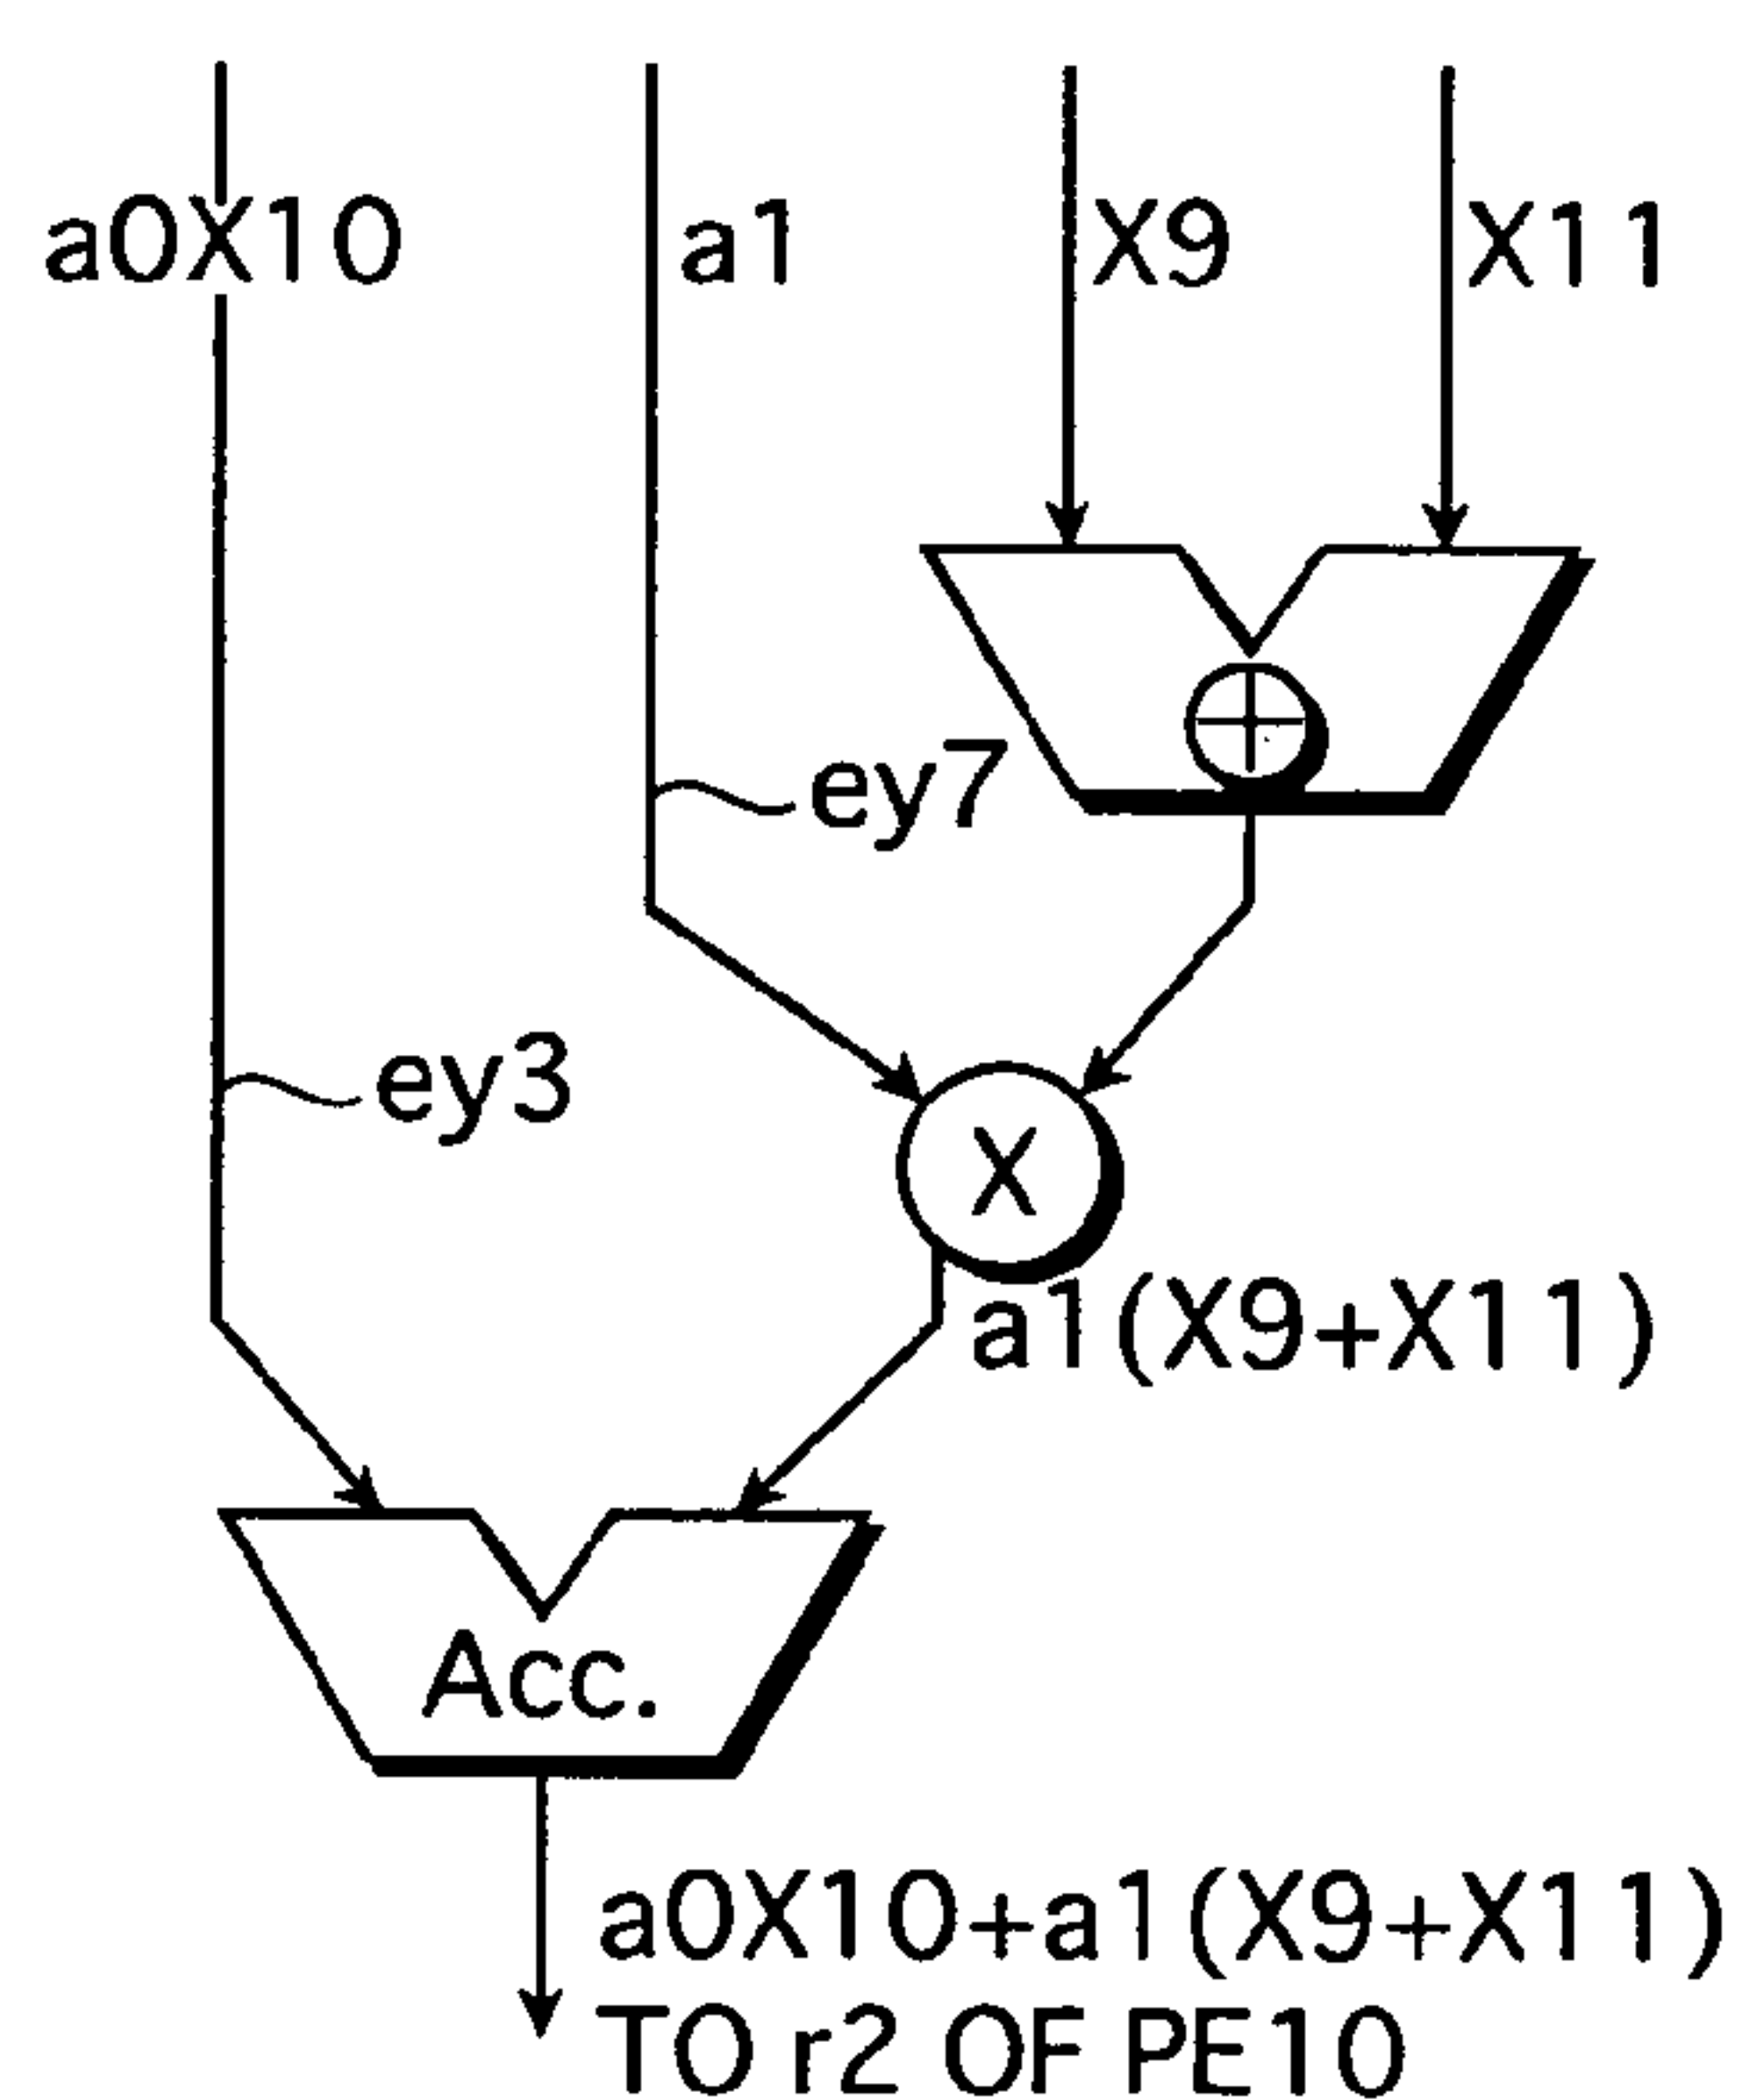 a0X10
a1
X9
X11
ey7
ey3
X
a1(X9+X11)
Acc.
a0X10+a1(X9+X11)
TO r2 OF PE10